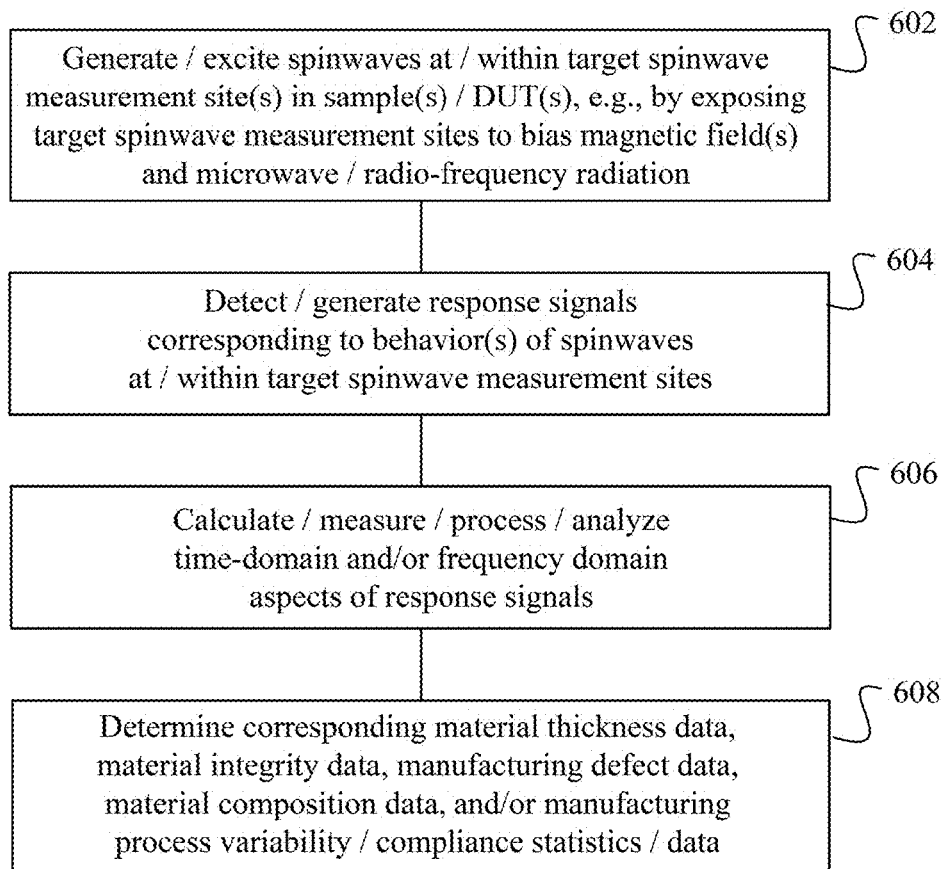 602
Generate / excite spinwaves at / within target spinwave
measurement site(s) in sample(s) / DUT(s), e.g., by exposing
target spinwave measurement sites to bias magnetic field(s)
and microwave / radio-frequency radiation
604
Detect / generate response signals
corresponding to behavior(s) of spinwaves
at / within target spinwave measurement sites
606
Calculate / measure / process / analyze
time-domain and/or frequency domain
aspects of response signals
608
Determine corresponding material thickness data,
material integrity data, manufacturing defect data,
material composition data, and/or manufacturing
process variability / compliance statistics / data